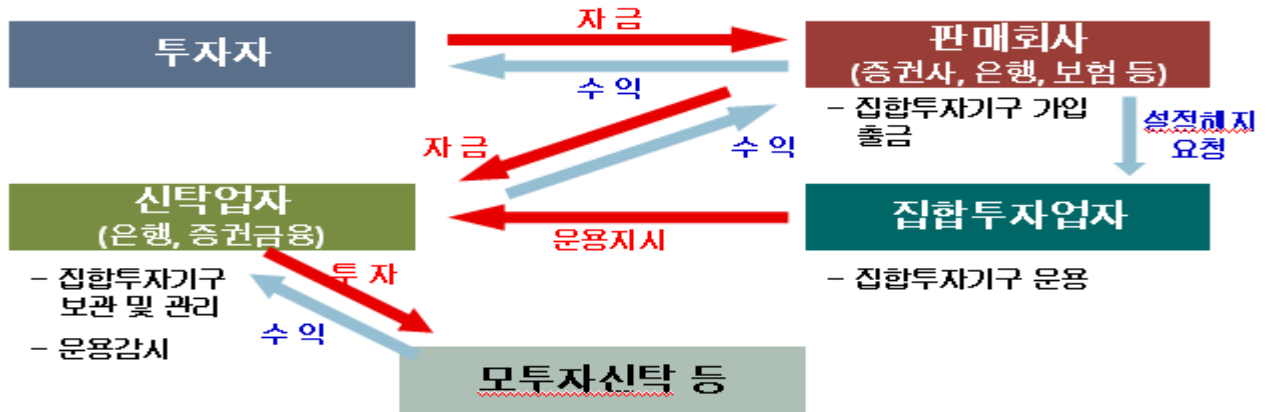 투자자
자 금
수 익
판매회사
(증권사, 은행, 보험 등)
– 집합투자기구 가입
출금
설정해지
요청
자 금
수 익
신탁업자
(은행, 증권금융)
– 집합투자기구
보관 및 관리
– 운용감시
운용지시
집합투자업자
– 집합투자기구 운용
투 자
수 익
모투자신탁 등